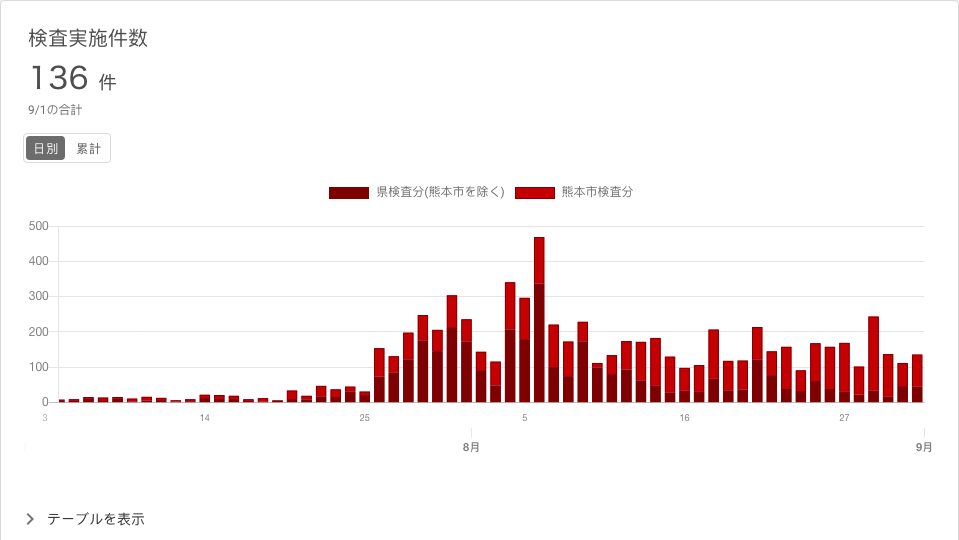 検査実施件数
136 件
9/1の合計
日別 累計
県検査分(熊本市を除く) 熊本市検査分
500
400
300
200
100
0
3 14 25 5 16 27
8月 9月
テーブルを表示